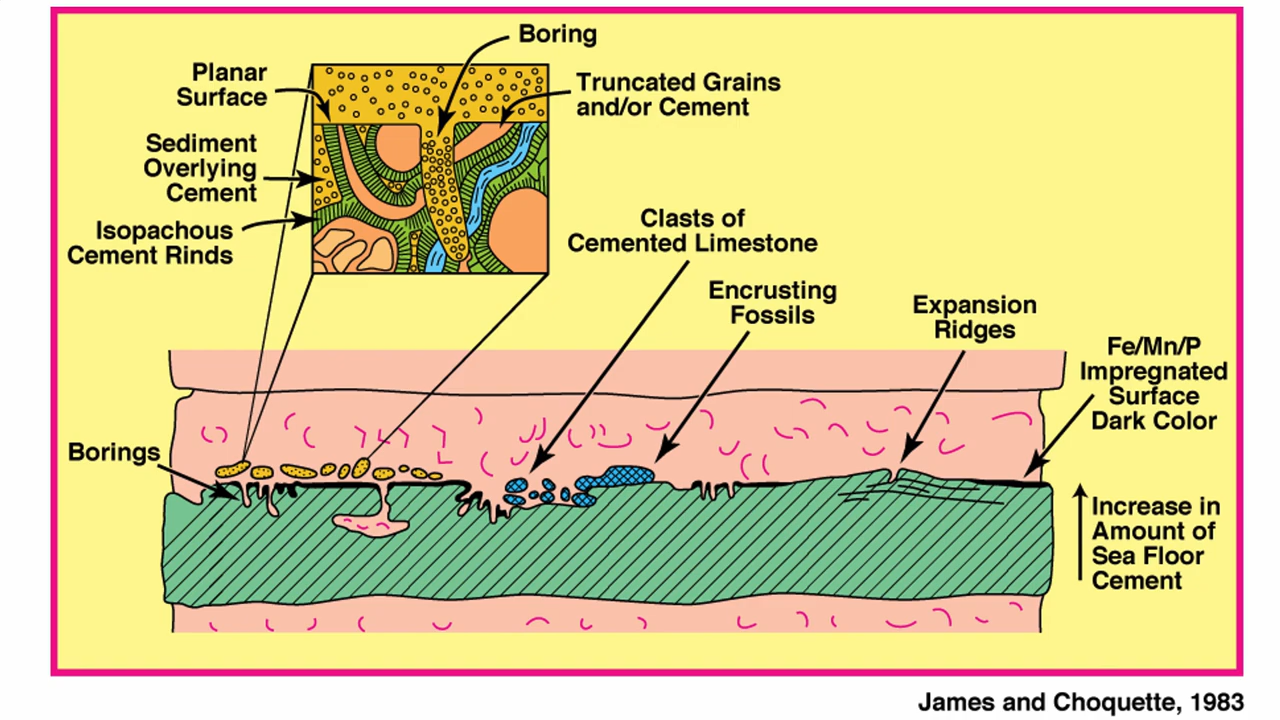 Boring
Planar
Surface
Truncated Grains
and/or Cement
Sediment
Overlying
Cement
Isopachous
Cement Rinds
Clasts of
Cemented Limestone
Encrusting
Fossils
Expansion
Ridges
Fe/Mn/P
Impregnated
Surface
Dark Color
Borings
Increase in
Amount of
Sea Floor
Cement
James and Choquette, 1983